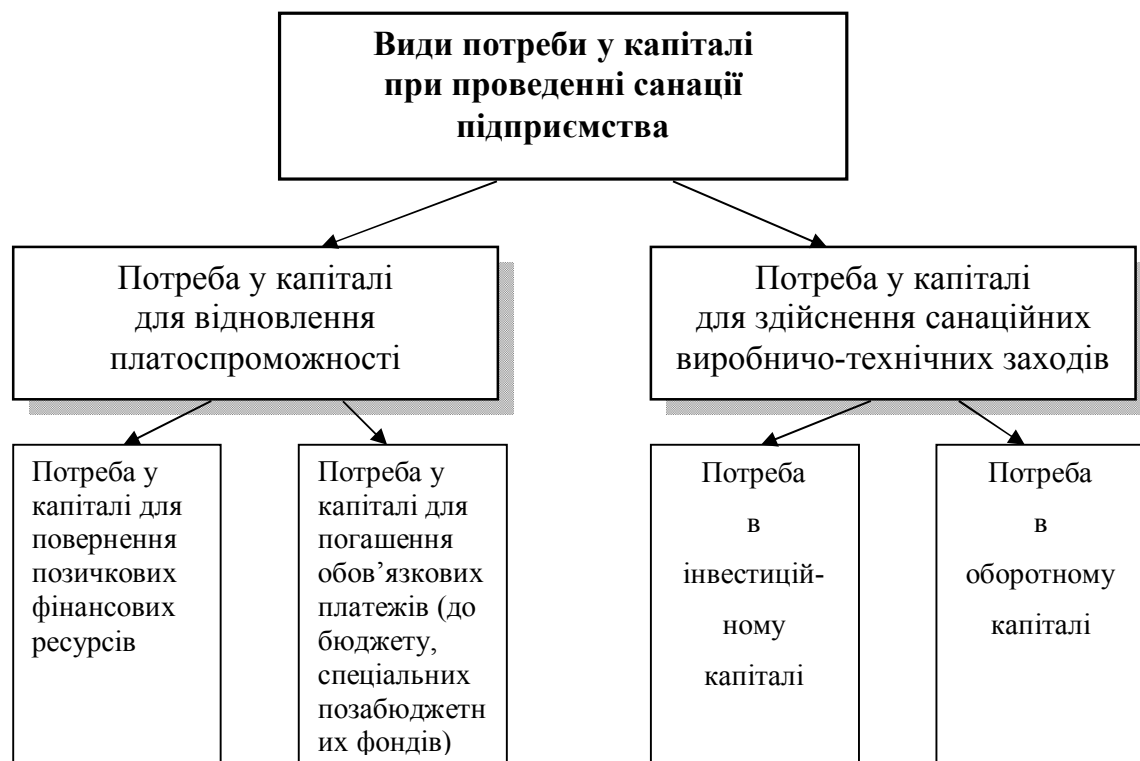 Види потреби у капіталі
при проведенні санації
підприємства
Потреба у капіталі
для відновлення
платоспроможності
Потреба у капіталі
для здійснення санаційних
виробничо-технічних заходів
Потреба у
капіталі для
повернення
позичкових
фінансових
ресурсів
Потреба у
капіталі для
погашення
обов’язкових
платежів (до
бюджету,
спеціальних
позабюджетн
их фондів)
Потреба
в
інвестицій-
ному
капіталі
Потреба
в
оборотному
капіталі